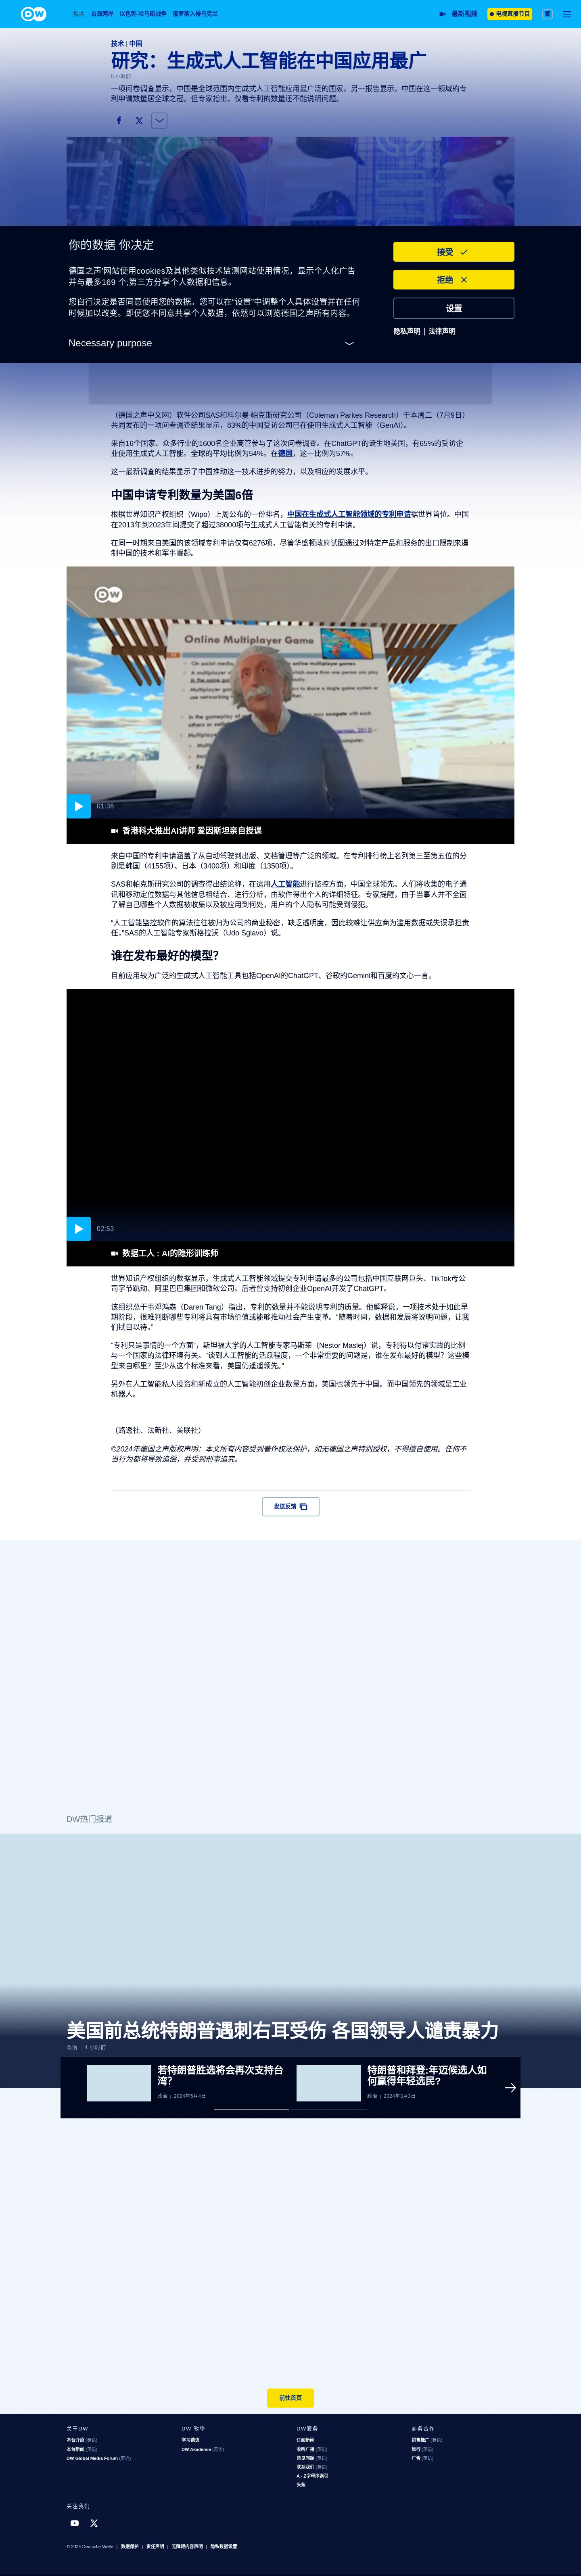 DW
焦点 台海两岸 以色列-哈马斯战争 俄罗斯入侵乌克兰
最新视频
电视直播节目
繁
技术 | 中国
研究：生成式人工智能在中国应用最广
5 小时前
一项问卷调查显示，中国是全球范围内生成式人工智能应用最广泛的国家。另一报告显示，中国在这一领域的专
利申请数量居全球之冠。但专家指出，仅看专利的数量还不能说明问题。
你的数据 你决定
德国之声'网站使用cookies及其他类似技术监测网站使用情况，显示个人化广告
并与最多169 个;第三方分享个人数据和信息。
您自行决定是否同意使用您的数据。您可以在“设置”中调整个人具体设置并在任何
时候加以改变。即便您不同意共享个人数据，依然可以浏览德国之声所有内容。
Necessary purpose
接受
拒绝
设置
隐私声明 | 法律声明
（德国之声中文网）软件公司SAS和科尔曼·帕克斯研究公司（Coleman Parkes Research）于本周二（7月9日）
共同发布的一项问卷调查结果显示，83%的中国受访公司已在使用生成式人工智能（GenAI）。
来自16个国家、众多行业的1600名企业高管参与了这次问卷调查。在ChatGPT的诞生地美国，有65%的受访企
业使用生成式人工智能。全球的平均比例为54%。在德国，这一比例为57%。
这一最新调查的结果显示了中国推动这一技术进步的努力，以及相应的发展水平。
中国申请专利数量为美国6倍
根据世界知识产权组织（Wipo）上周公布的一份排名，中国在生成式人工智能领域的专利申请据世界首位。中国
在2013年到2023年间提交了超过38000项与生成式人工智能有关的专利申请。
在同一时期来自美国的该领域专利申请仅有6276项，尽管华盛顿政府试图通过对特定产品和服务的出口限制来遏
制中国的技术和军事崛起。
DW
Online Multiplayer Game
01:36
香港科大推出AI讲师 爱因斯坦亲自授课
来自中国的专利申请涵盖了从自动驾驶到出版、文档管理等广泛的领域。在专利排行榜上名列第三至第五位的分
别是韩国（4155项）、日本（3400项）和印度（1350项）。
SAS和帕克斯研究公司的调查得出结论称，在运用人工智能进行监控方面，中国全球领先。人们将收集的电子通
讯和移动定位数据与其他信息相结合、进行分析，由软件得出个人的详细特征。专家提醒，由于当事人并不全面
了解自己哪些个人数据被收集以及被应用到何处，用户的个人隐私可能受到侵犯。
“人工智能监控软件的算法往往被归为公司的商业秘密，缺乏透明度，因此较难让供应商为滥用数据或失误承担责
任，”SAS的人工智能专家斯格拉沃（Udo Sglavo）说。
谁在发布最好的模型？
目前应用较为广泛的生成式人工智能工具包括OpenAI的ChatGPT、谷歌的Gemini和百度的文心一言。
02:53
数据工人 : AI的隐形训练师
世界知识产权组织的数据显示，生成式人工智能领域提交专利申请最多的公司包括中国互联网巨头、TikTok母公
司字节跳动、阿里巴巴集团和微软公司。后者曾支持初创企业OpenAI开发了ChatGPT。
该组织总干事邓鸿森（Daren Tang）指出，专利的数量并不能说明专利的质量。他解释说，一项技术处于如此早
期阶段，很难判断哪些专利将具有市场价值或能够推动社会产生变革。“随着时间，数据和发展将说明问题，让我
们拭目以待。”
“专利只是事情的一个方面”，斯坦福大学的人工智能专家马斯莱（Nestor Maslej）说，专利得以付诸实践的比例
与一个国家的法律环境有关。“谈到人工智能的活跃程度，一个非常重要的问题是，谁在发布最好的模型？这些模
型来自哪里？至少从这个标准来看，美国仍遥遥领先。”
另外在人工智能私人投资和新成立的人工智能初创企业数量方面，美国也领先于中国。而中国领先的领域是工业
机器人。
（路透社、法新社、美联社）
©2024年德国之声版权声明：本文所有内容受到著作权法保护，如无德国之声特别授权，不得擅自使用。任何不
当行为都将导致追偿，并受到刑事追究。
发送反馈
DW热门报道
美国前总统特朗普遇刺右耳受伤 各国领导人谴责暴力
政治 | 4 小时前
若特朗普胜选将会再次支持台
湾？
政治 | 2024年5月4日
特朗普和拜登:年迈候选人如
何赢得年轻选民?
政治 | 2024年3月3日
前往首页
关于DW
本台介绍 (英语)
本台新闻 (英语)
DW Global Media Forum (英语)
DW 教学
学习德语
DW Akademie (英语)
DW服务
订阅新闻
收听广播 (英语)
常见问题 (英语)
联系我们 (英语)
A - Z字母序索引
头条
商务合作
销售推广 (英语)
旅行 (英语)
广告 (英语)
关注我们
© 2024 Deutsche Welle | 数据保护 | 责任声明 | 无障碍内容声明 | 隐私数据设置